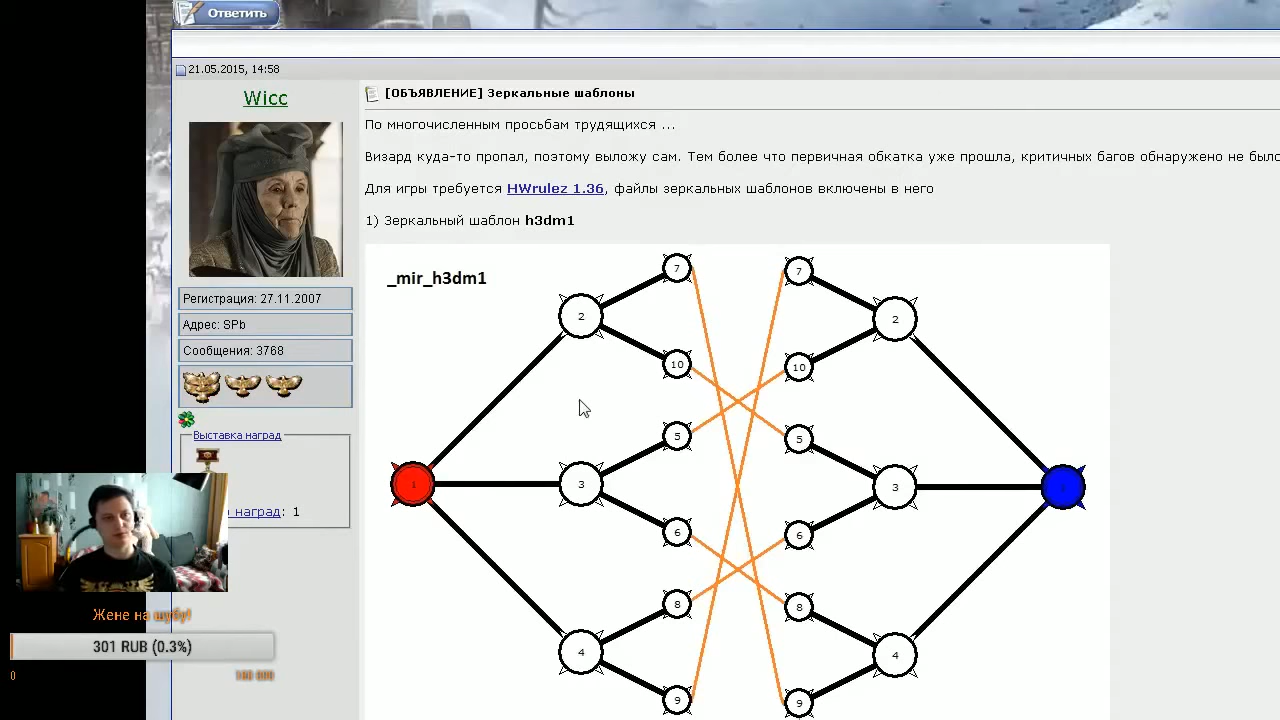 Ответить
21.05.2015, 14:58
Wicc
[ОБЪЯВЛЕНИЕ] Зеркальные шаблоны
По многочисленным просьбам трудящихся ...
Визард куда-то пропал, поэтому выложу сам. Тем более что первичная обкатка уже прошла, критичных багов обнаружено не было
Для игры требуется HWrulez 1.36, файлы зеркальных шаблонов включены в него
1) Зеркальный шаблон h3dm1
Регистрация: 27.11.2007
Адрес: SPb
Сообщения: 3768
Выставка наград
наград: 1
_mir_h3dm1
7 7
2 2
10 10
5 5
1 3 3
6 6
8 8
4 4
9 9
Жене на шубу!
301 RUB (0.3%)
0 100 000